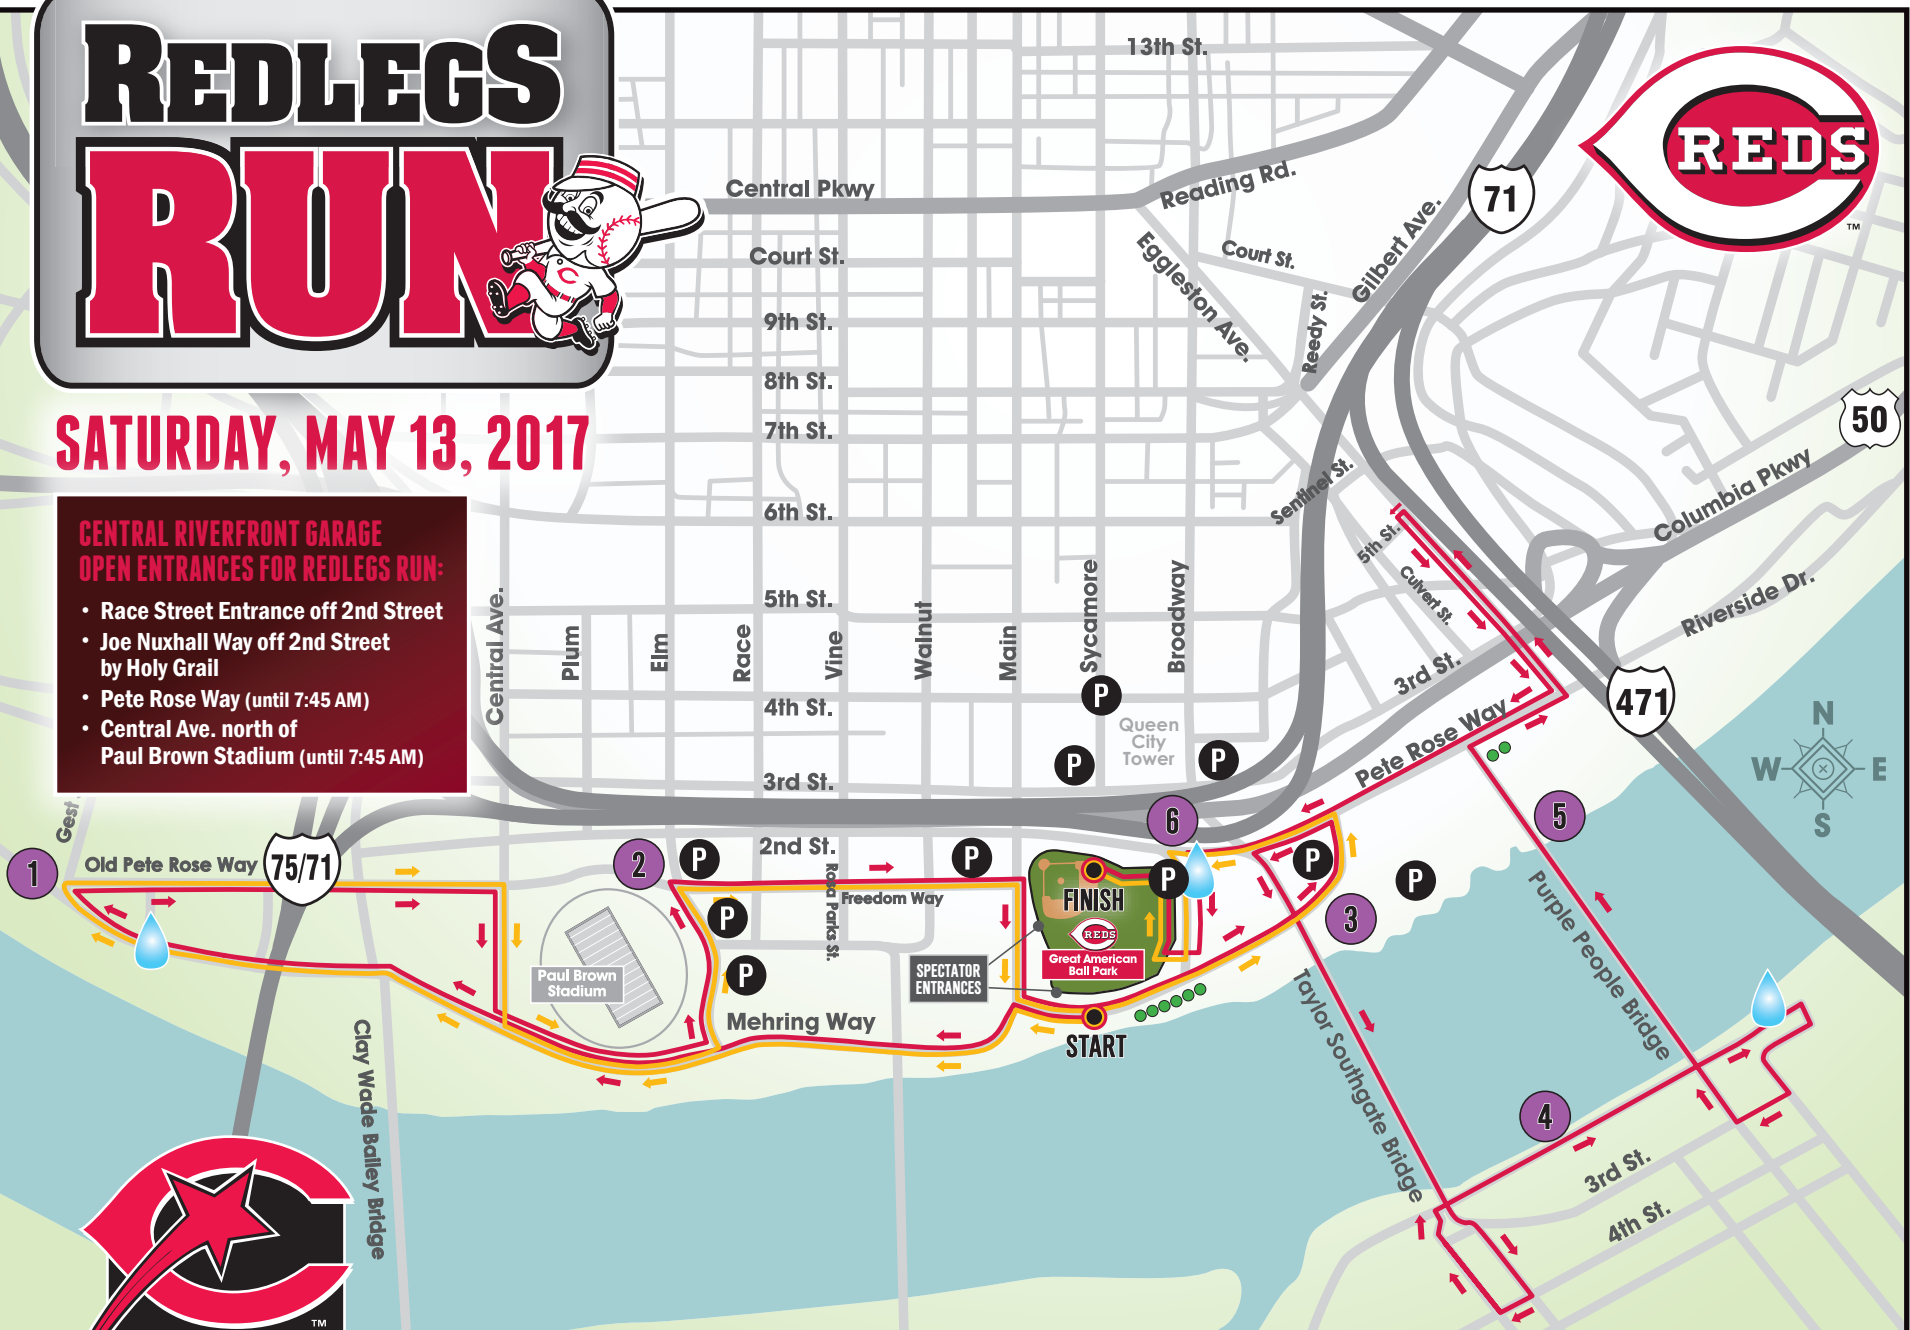 REDLEGS
RUN
C
SATURDAY, MAY 13, 2017
CENTRAL RIVERFRONT GARAGE
OPEN ENTRANCES FOR REDLEGS RUN:
• Race Street Entrance off 2nd Street
• Joe Nuxhall Way off 2nd Street
by Holy Grail
• Pete Rose Way (until 7:45 AM)
• Central Ave. north of
Paul Brown Stadium (until 7:45 AM)
REDS
™
13th St.
Central Pkwy
Reading Rd.
71
Court St.
Court St.
Eggleston Ave.
Gilbert Ave.
Reedy St.
9th St.
8th St.
7th St.
50
Columbia Pkwy
Sentinel St.
6th St.
5th St.
Culvert St.
Riverside Dr.
5th St.
Central Ave.
Plum
Elm
Race
Vine
Walnut
Main
Sycamore
Broadway
3rd St.
471
4th St.
P
Queen
City
Tower
P
P
Pete Rose Way
N
W
E
S
3rd St.
Gest
2nd St.
6
5
1
Old Pete Rose Way
75/71
2
P
P
P
P
P
3
Rosa Parks St.
Freedom Way
FINISH
REDS
Great American
Ball Park
SPECTATOR
ENTRANCES
P
P
Paul Brown
Stadium
Mehring Way
START
Purple People Bridge
Taylor Southgate Bridge
Clay Wade Bailey Bridge
4
3rd St.
4th St.
C
™